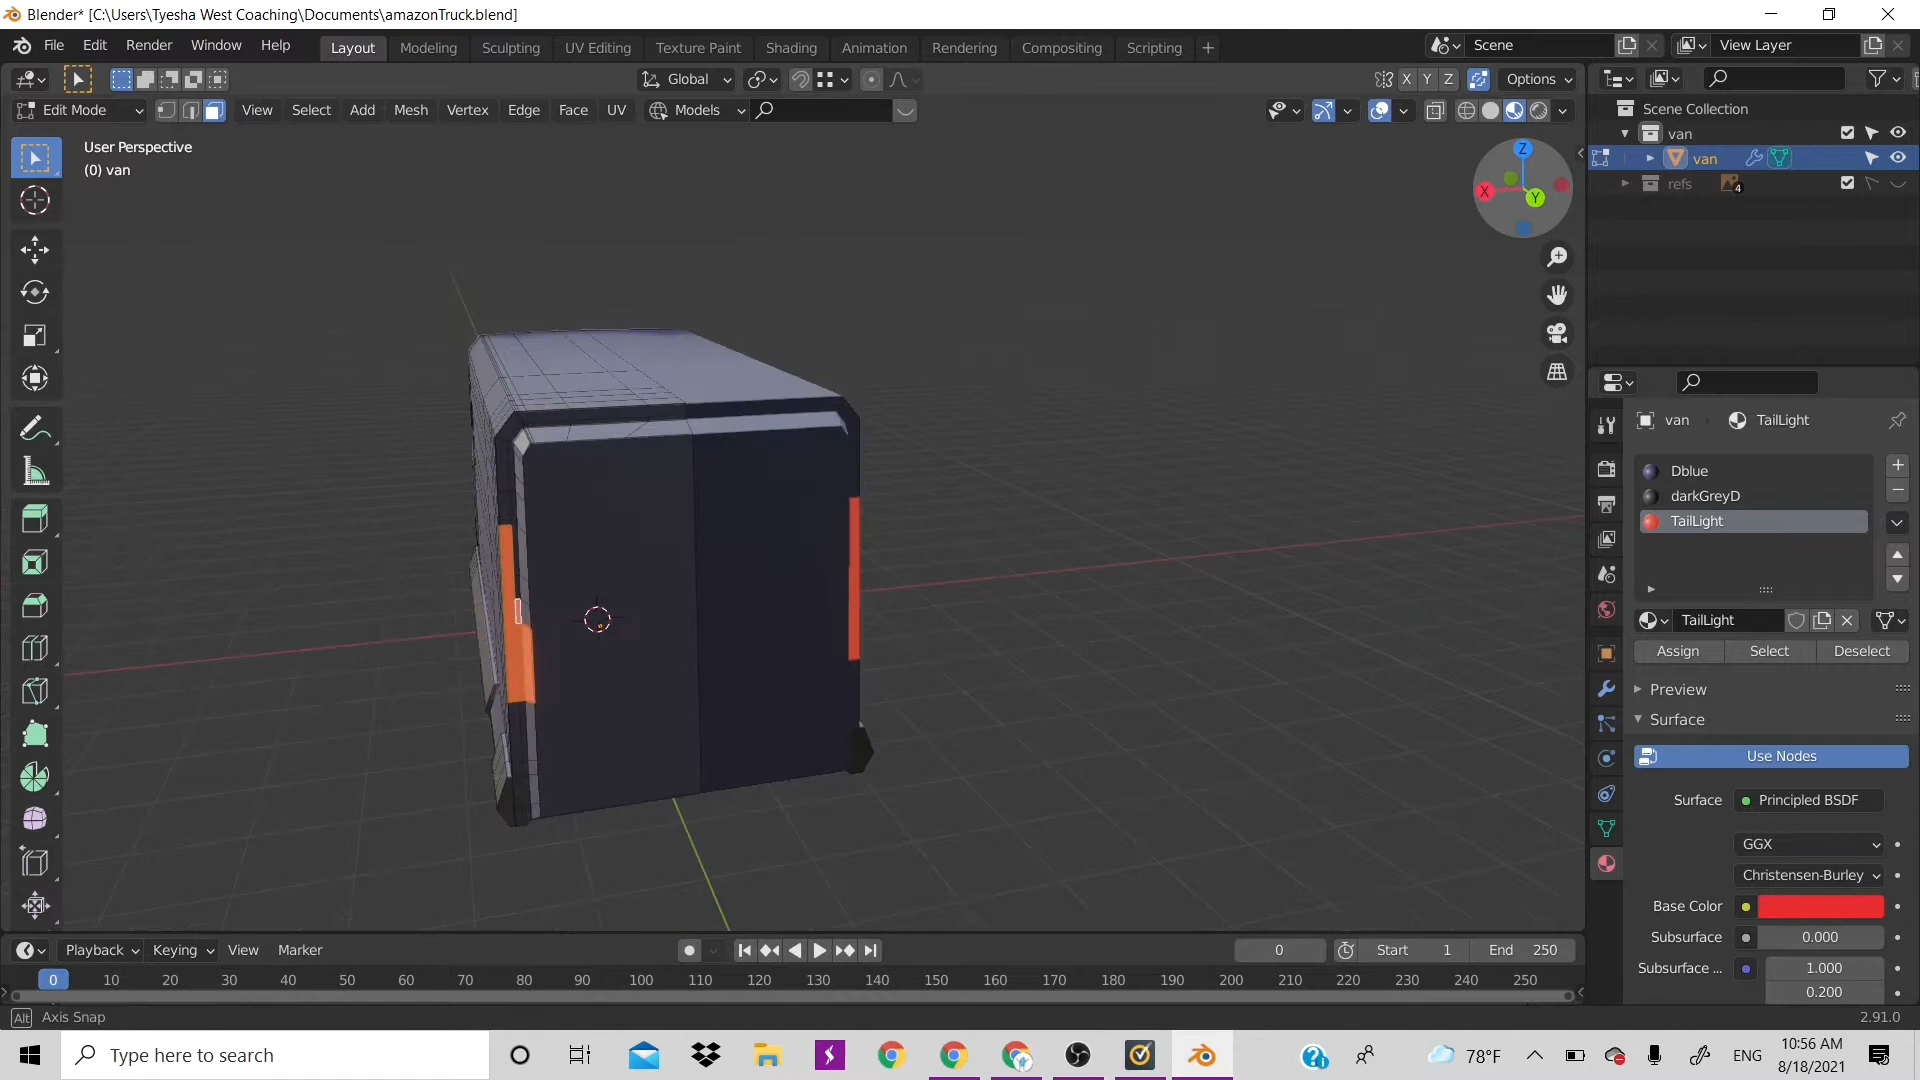 Blender* [C:\Users\Tyesha West Coaching\Documents\amazonTruck.blend]
File Edit Render Window Help Layout Modeling Sculpting UV Editing Texture Paint Shading Animation Rendering Compositing Scripting + Scene View Layer
Global X Y Z Options
Edit Mode View Select Add Mesh Vertex Edge Face UV Models
Scene Collection
van
van
refs 4
User Perspective
(0) van
Z
X
Y
van TailLight
Dblue
darkGreyD
TailLight
TailLight
Assign Select Deselect
Preview
Surface
Use Nodes
Surface Principled BSDF
GGX
Christensen-Burley
Base Color
Subsurface 0.000
Subsurface ... 1.000
0.200
Playback Keying View Marker 0 Start 1 End 250
0 10 20 30 40 50 60 70 80 90 100 110 120 130 140 150 160 170 180 190 200 210 220 230 240 250
Alt Axis Snap 2.91.0
Type here to search 78°F ENG 10:56 AM
8/18/2021